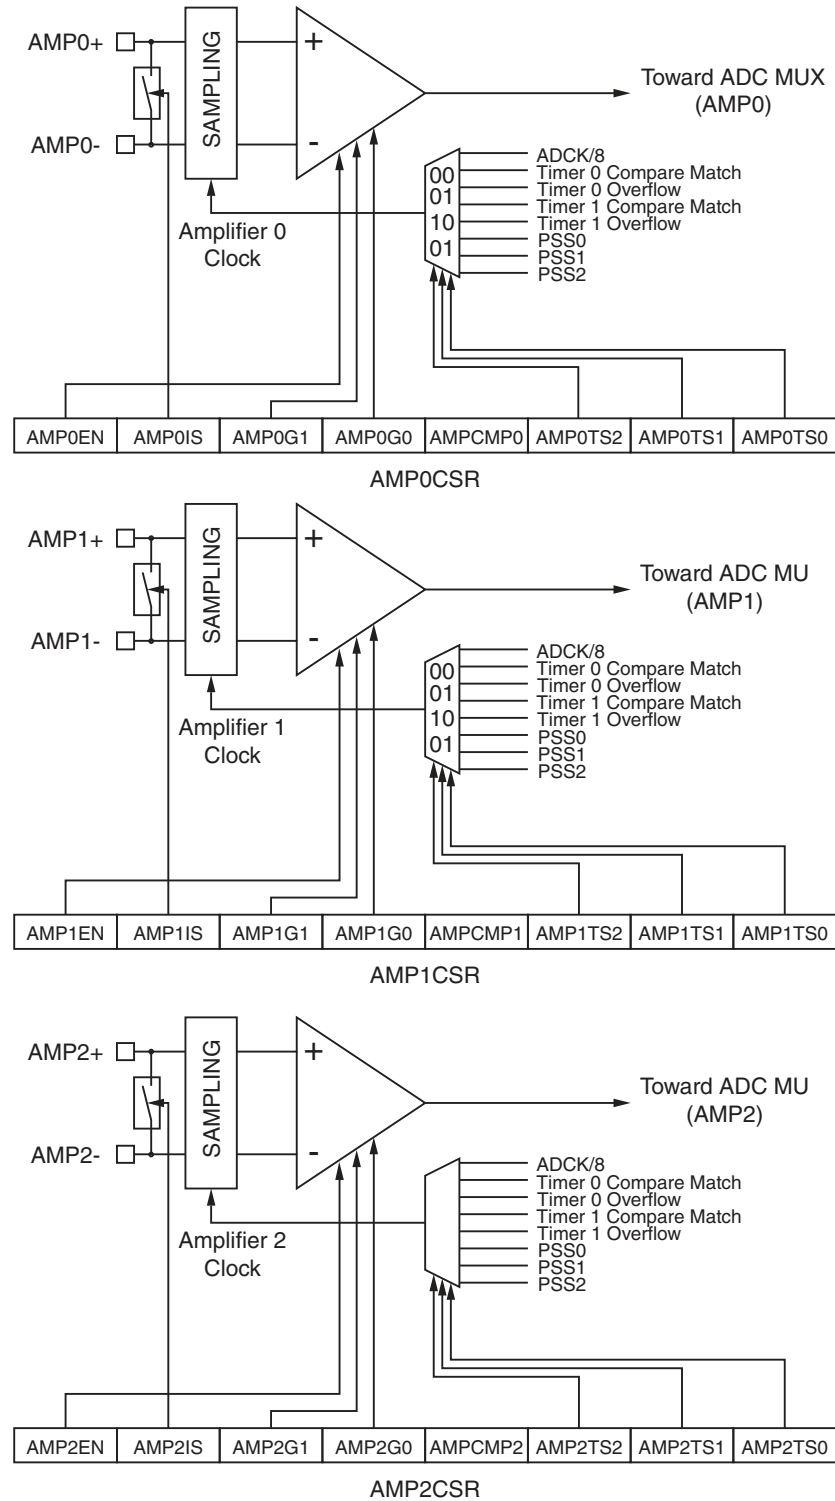 AMP0+
SAMPLING
+
Toward ADC MUX
(AMP0)
AMP0-
-
ADCK/8
00
Timer 0 Compare Match
01
Timer 0 Overflow
Timer 1 Compare Match
10
Timer 1 Overflow
01
PSS0
PSS1
PSS2
Amplifier 0
Clock
AMP0EN AMP0IS AMP0G1 AMP0G0 AMPCMP0 AMP0TS2 AMP0TS1 AMP0TS0
AMP0CSR
AMP1+
SAMPLING
+
Toward ADC MU
(AMP1)
AMP1-
-
ADCK/8
00
Timer 0 Compare Match
01
Timer 0 Overflow
Timer 1 Compare Match
10
Timer 1 Overflow
01
PSS0
PSS1
PSS2
Amplifier 1
Clock
AMP1EN AMP1IS AMP1G1 AMP1G0 AMPCMP1 AMP1TS2 AMP1TS1 AMP1TS0
AMP1CSR
AMP2+
SAMPLING
+
Toward ADC MU
(AMP2)
AMP2-
-
ADCK/8
Timer 0 Compare Match
Timer 0 Overflow
Timer 1 Compare Match
Timer 1 Overflow
PSS0
PSS1
PSS2
Amplifier 2
Clock
AMP2EN AMP2IS AMP2G1 AMP2G0 AMPCMP2 AMP2TS2 AMP2TS1 AMP2TS0
AMP2CSR